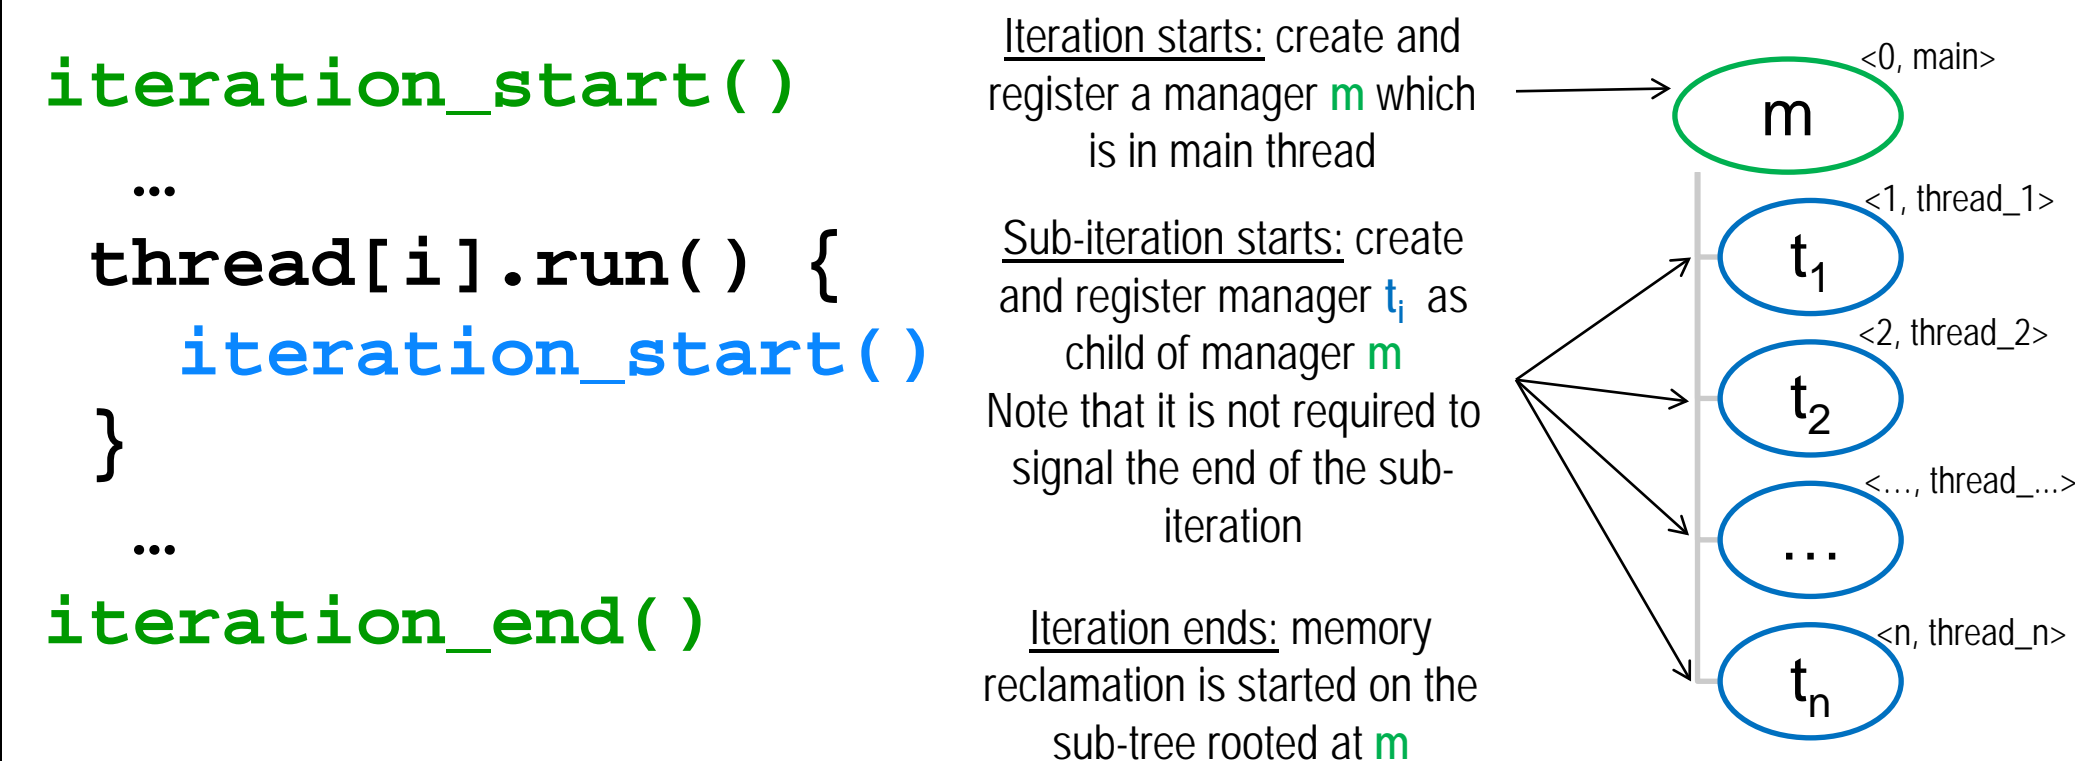 iteration_start()
…
thread[i].run() {
iteration_start()
}
…
iteration_end()
Iteration starts: create and
register a manager m which
is in main thread
Sub-iteration starts: create
and register manager ti as
child of manager m
Note that it is not required to
signal the end of the sub-
iteration
Iteration ends: memory
reclamation is started on the
sub-tree rooted at m
<0, main>
m
<1, thread_1>
t1
<2, thread_2>
t2
<…, thread_...>
…
<n, thread_n>
tn